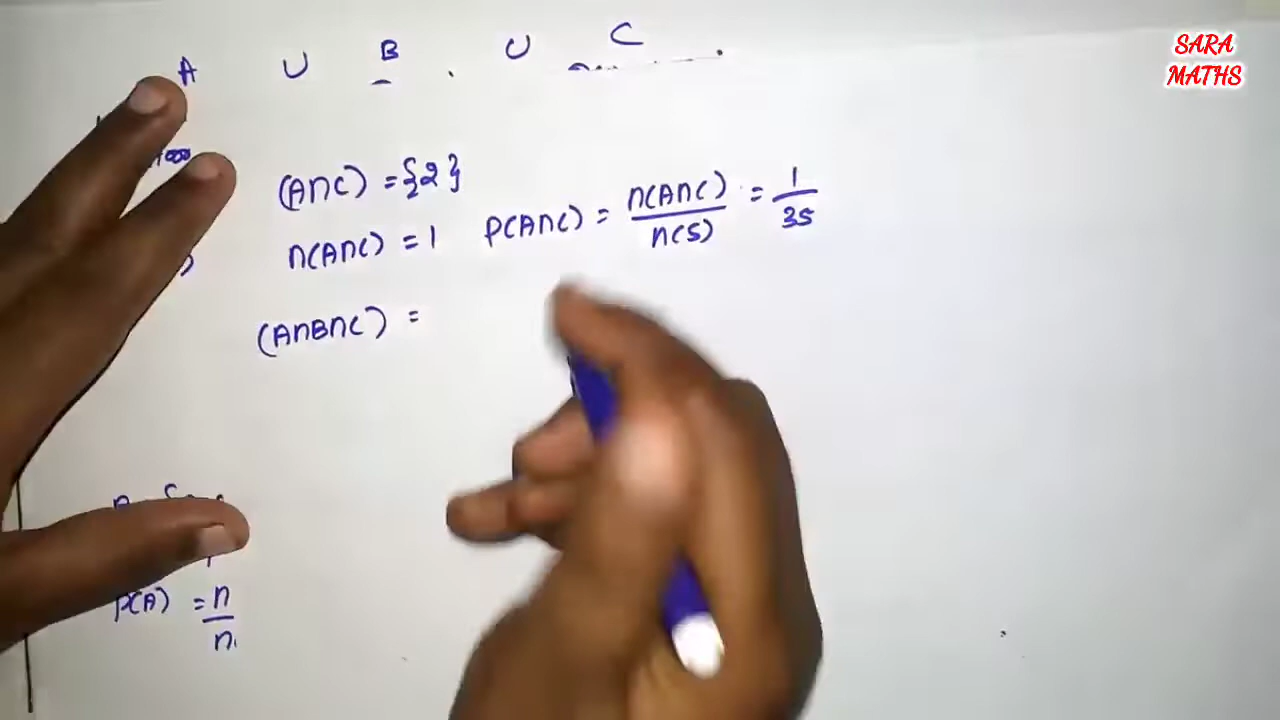 A U B . U C .
SARA
MATHS
(A∩C) = {2}
n(A∩C) = 1 P(A∩C) = n(A∩C) / n(S) = 1 / 35
(A∩B∩C) =
P(A) = n / n